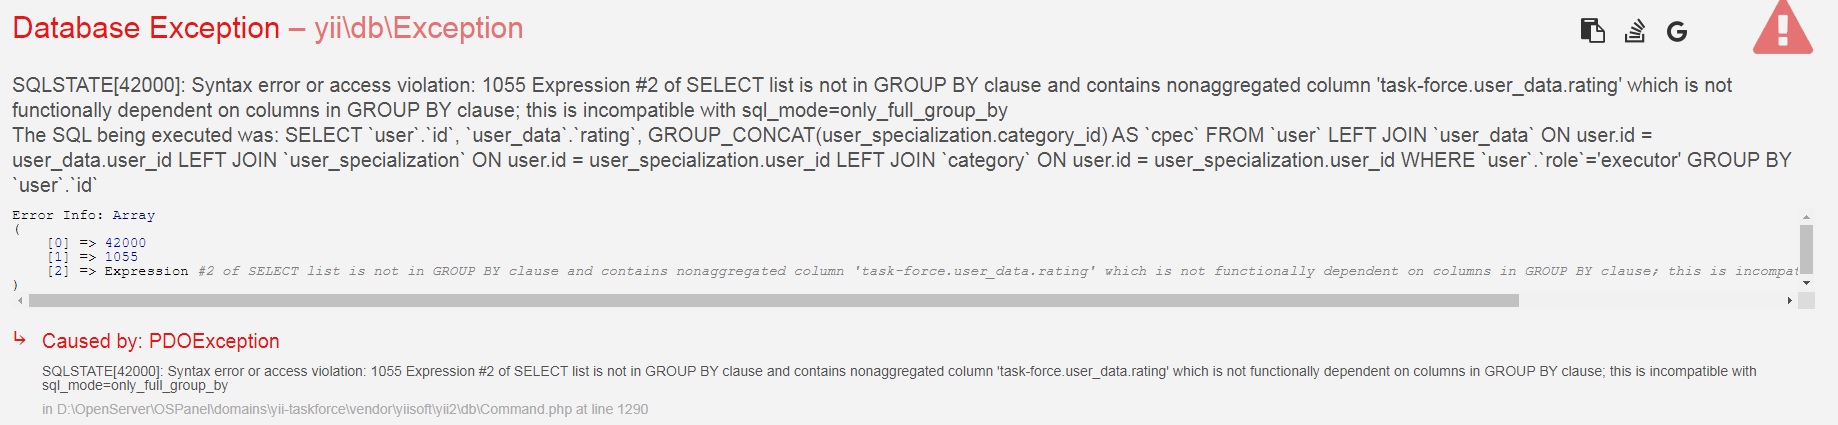 Database Exception – yii\db\Exception
SQLSTATE[42000]: Syntax error or access violation: 1055 Expression #2 of SELECT list is not in GROUP BY clause and contains nonaggregated column 'task-force.user_data.rating' which is not
functionally dependent on columns in GROUP BY clause; this is incompatible with sql_mode=only_full_group_by
The SQL being executed was: SELECT `user`.`id`, `user_data`.`rating`, GROUP_CONCAT(user_specialization.category_id) AS `cpec` FROM `user` LEFT JOIN `user_data` ON user.id =
user_data.user_id LEFT JOIN `user_specialization` ON user.id = user_specialization.user_id LEFT JOIN `category` ON user.id = user_specialization.user_id WHERE `user`.`role`='executor' GROUP BY
`user`.`id`
Error Info: Array
(
[0] => 42000
[1] => 1055
[2] => Expression #2 of SELECT list is not in GROUP BY clause and contains nonaggregated column 'task-force.user_data.rating' which is not functionally dependent on columns in GROUP BY clause; this is incompat
)
Caused by: PDOException
SQLSTATE[42000]: Syntax error or access violation: 1055 Expression #2 of SELECT list is not in GROUP BY clause and contains nonaggregated column 'task-force.user_data.rating' which is not functionally dependent on columns in GROUP BY clause; this is incompatible with
sql_mode=only_full_group_by
in D:\OpenServer\OSPanel\domains\yii-taskforce\vendor\yiisoft\yii2\db\Command.php at line 1290